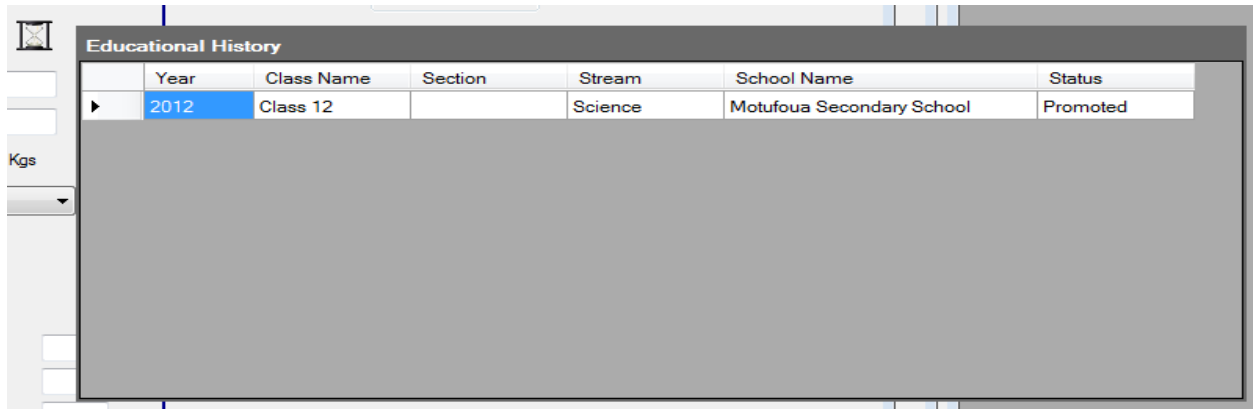 Educational History
Year Class Name Section Stream School Name Status
2012 Class 12 Science Motufoua Secondary School Promoted
Kgs